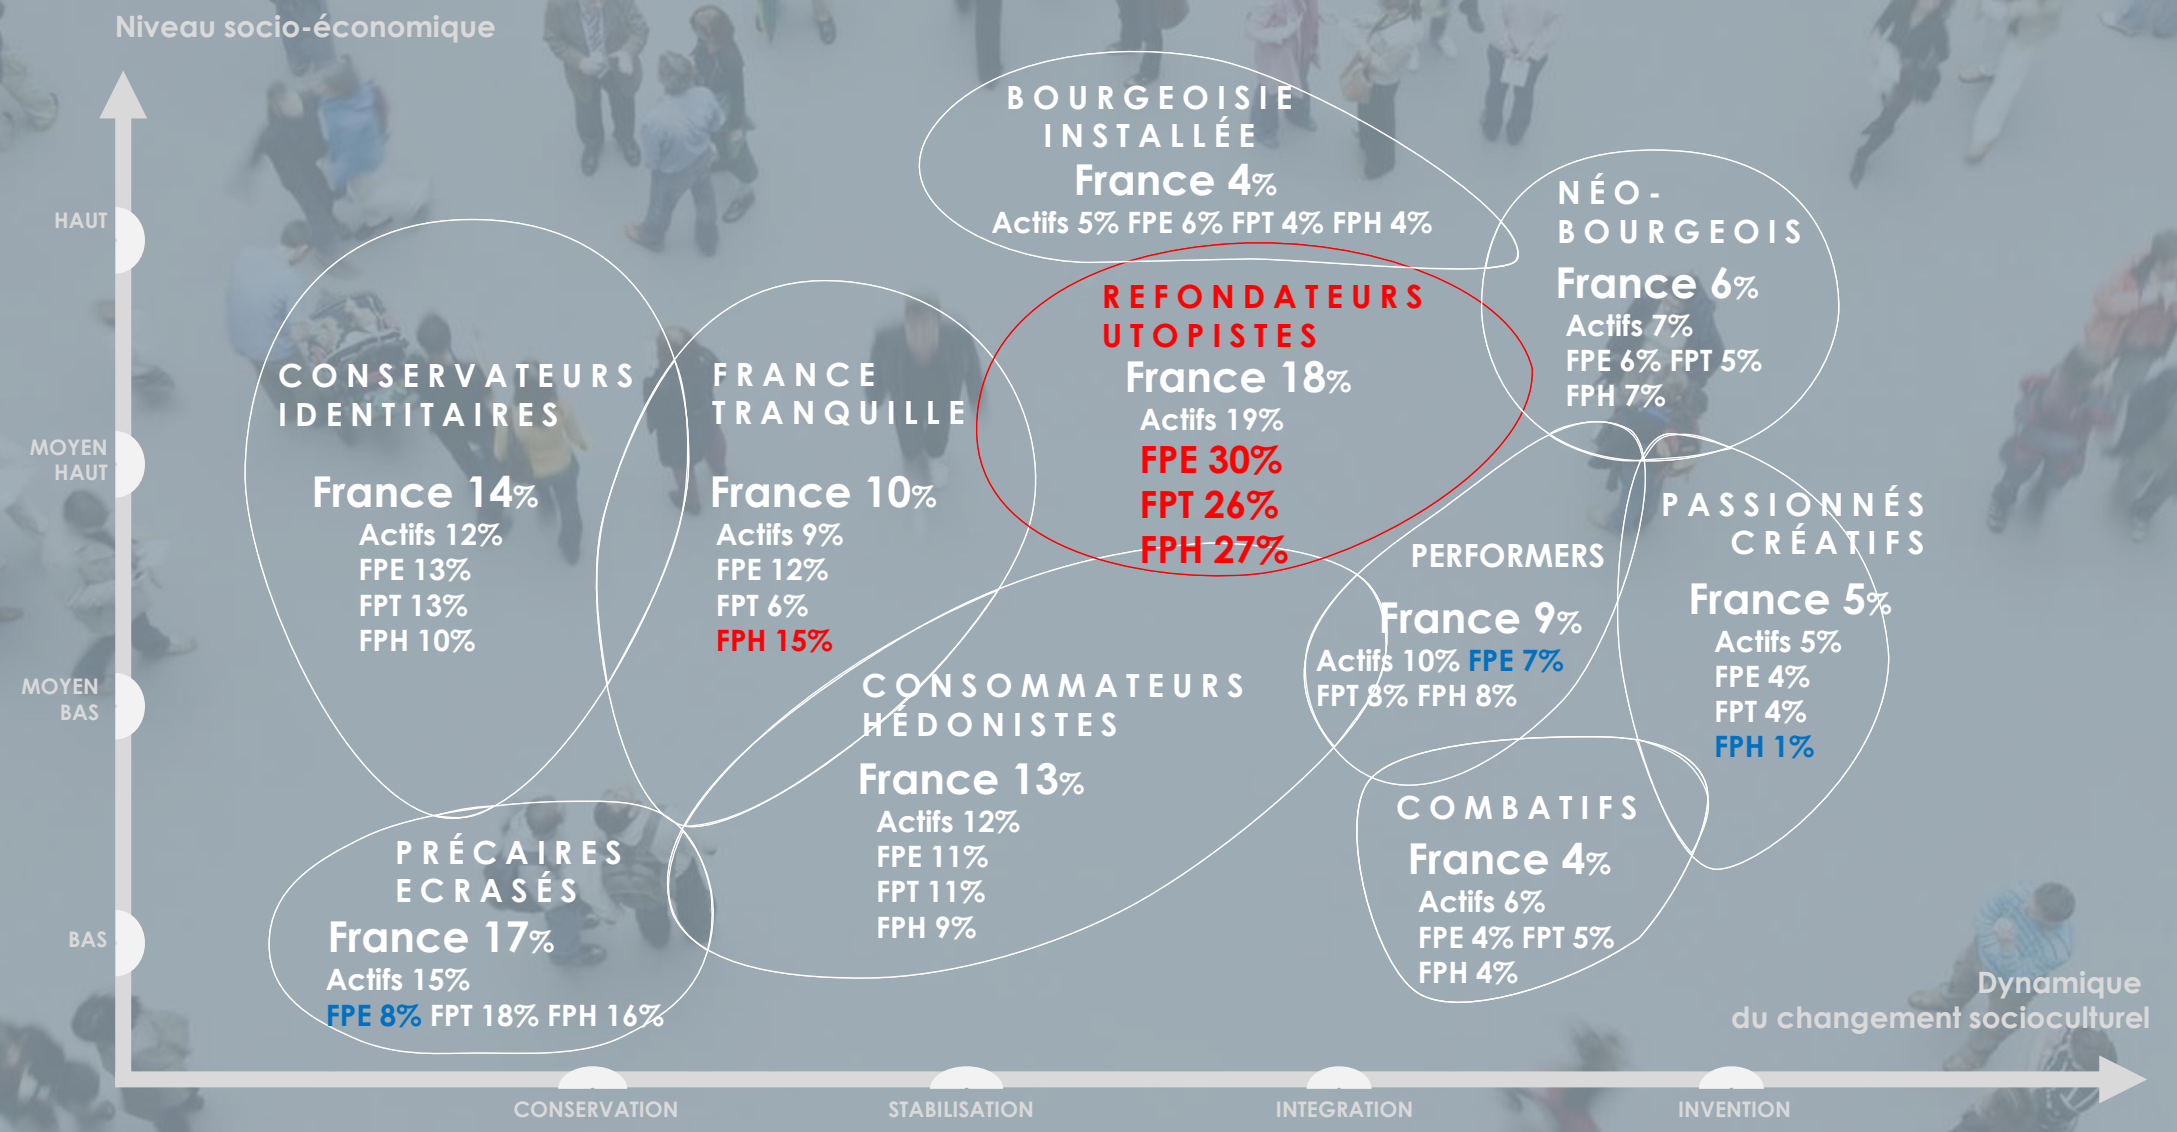 Niveau socio-économique
HAUT
MOYEN
HAUT
MOYEN
BAS
BAS
BOURGEOISIE
INSTALLÉE
France 4%
Actifs 5% FPE 6% FPT 4% FPH 4%
NÉO-
BOURGEOIS
France 6%
Actifs 7%
FPE 6% FPT 5%
FPH 7%
REFONDATEURS
UTOPISTES
France 18%
Actifs 19%
FPE 30%
FPT 26%
FPH 27%
CONSERVATEURS
IDENTITAIRES
France 14%
Actifs 12%
FPE 13%
FPT 13%
FPH 10%
FRANCE
TRANQUILLE
France 10%
Actifs 9%
FPE 12%
FPT 6%
FPH 15%
PERFORMERS
France 9%
Actifs 10% FPE 7%
FPT 8% FPH 8%
PASSIONNÉS
CRÉATIFS
France 5%
Actifs 5%
FPE 4%
FPT 4%
FPH 1%
CONSOMMATEURS
HÉDONISTES
France 13%
Actifs 12%
FPE 11%
FPT 11%
FPH 9%
COMBATIFS
France 4%
Actifs 6%
FPE 4% FPT 5%
FPH 4%
PRÉCAIRES
ECRASÉS
France 17%
Actifs 15%
FPE 8% FPT 18% FPH 16%
Dynamique
du changement socioculturel
CONSERVATION
STABILISATION
INTEGRATION
INVENTION